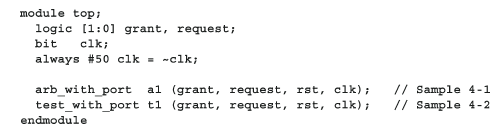 module top;
  logic [1:0] grant, request;
  bit   clk;
  always #50 clk = ~clk;

  arb_with_port  a1 (grant, request, rst, clk);   // Sample 4-1
  test_with_port t1 (grant, request, rst, clk);   // Sample 4-2
endmodule